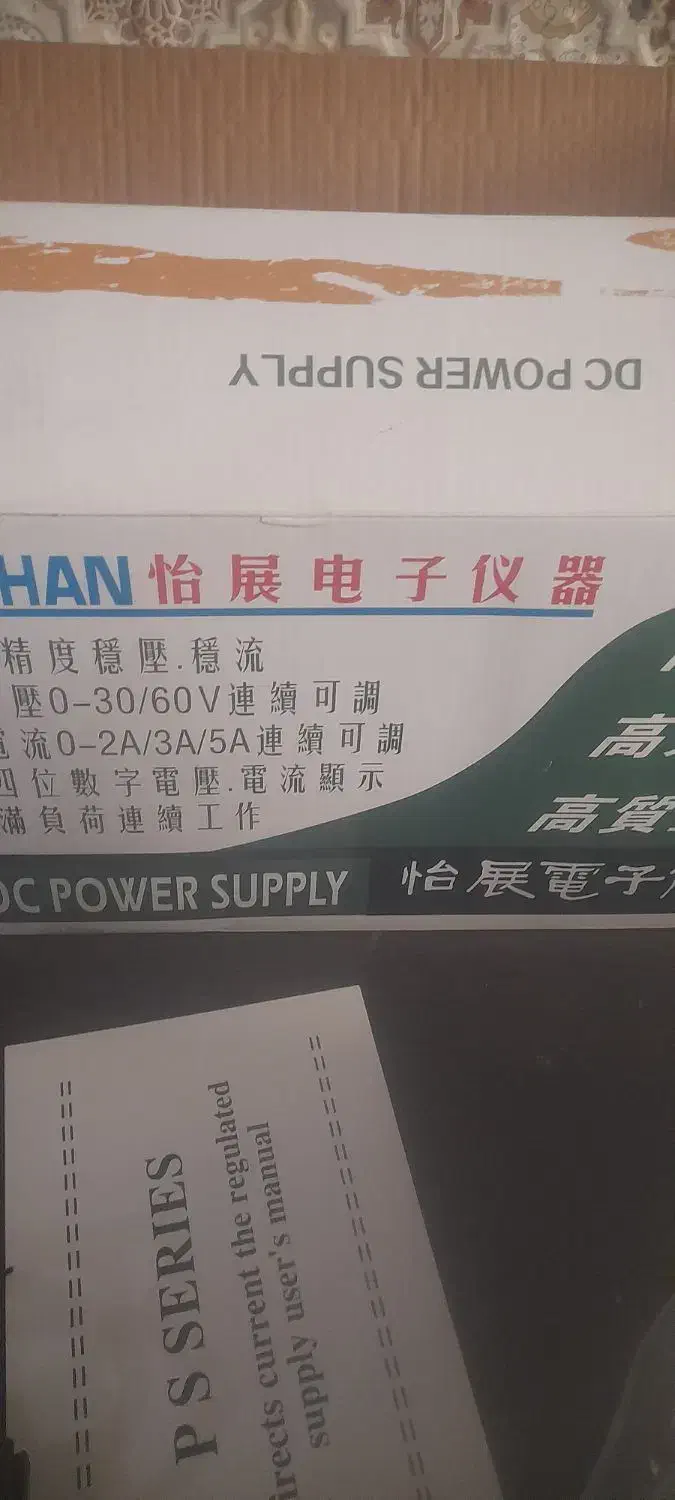 DC POWER SUPPLY
HAN怡展电子仪器
精度穩壓.穩流
壓0-30/60V連續可調
流0-2A/3A/5A連續可調
四位數字電壓.電流顯示
滿負荷連續工作
高
高質
DC POWER SUPPLY
怡展電子
P S SERIES
irects current the regulated
supply user's manual